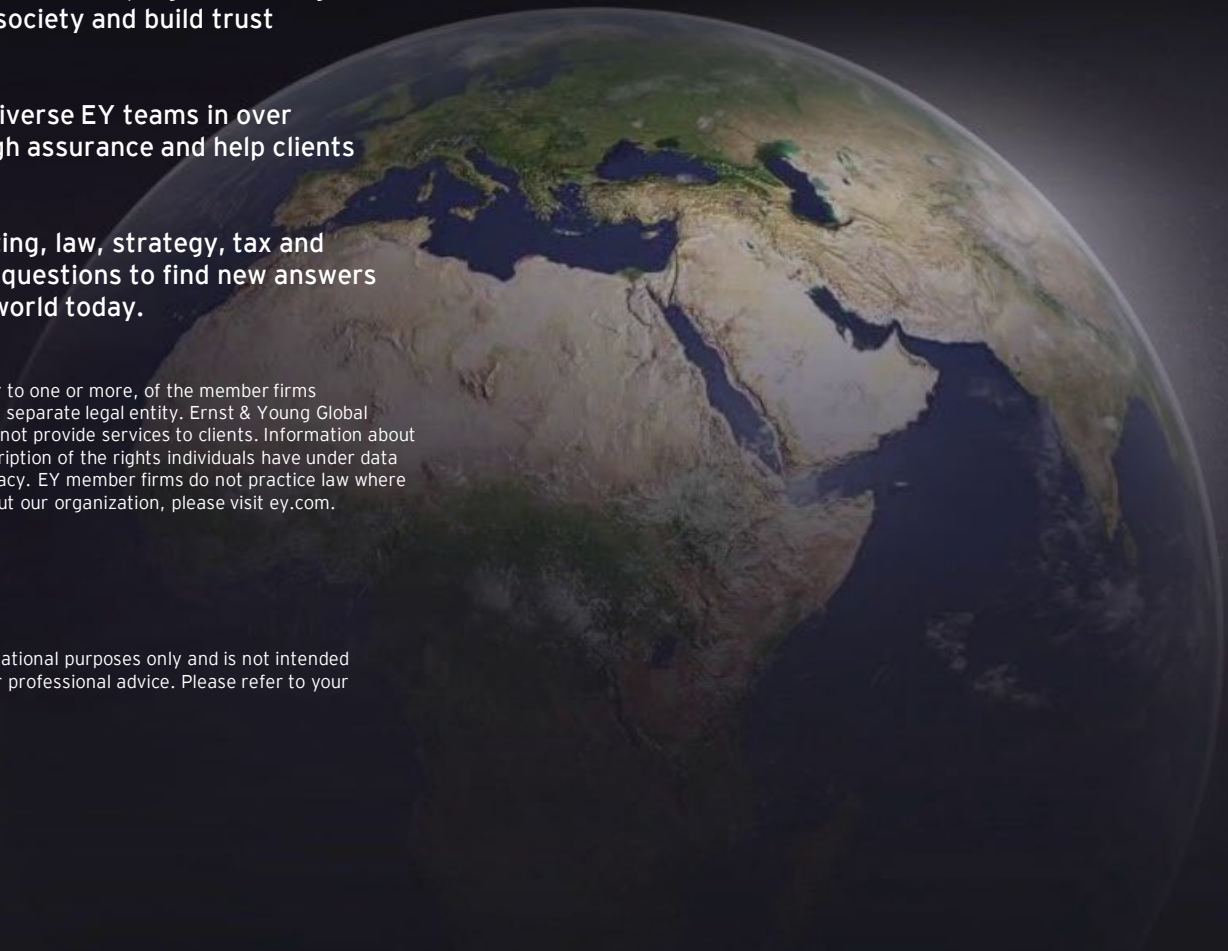 society and build trust
iverse EY teams in over
gh assurance and help clients
ting, law, strategy, tax and
questions to find new answers
world today.
r to one or more, of the member firms
separate legal entity. Ernst & Young Global
not provide services to clients. Information about
ription of the rights individuals have under data
acy. EY member firms do not practice law where
ut our organization, please visit ey.com.
ational purposes only and is not intended
r professional advice. Please refer to your